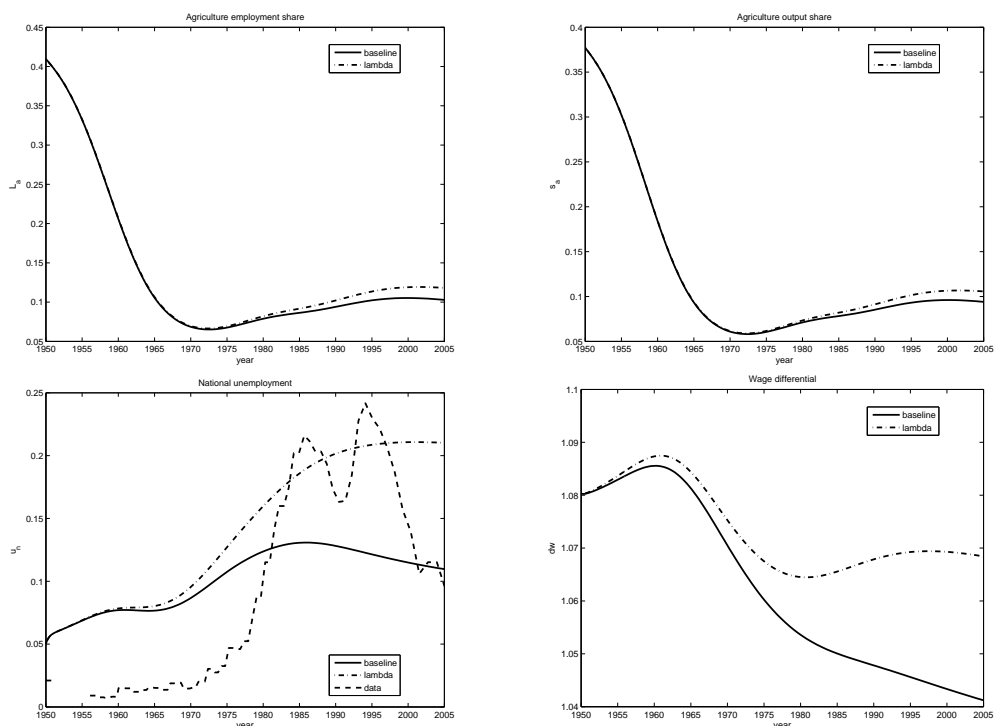 Agriculture employment share
0.45
0.4
0.35
0.3
0.25
0.2
0.15
0.1
0.05
L_a
baseline
lambda
1950 1955 1960 1965 1970 1975 1980 1985 1990 1995 2000 2005
year
Agriculture output share
0.4
0.35
0.3
0.25
0.2
0.15
0.1
0.05
s_a
baseline
lambda
1950 1955 1960 1965 1970 1975 1980 1985 1990 1995 2000 2005
year
National unemployment
0.25
0.2
0.15
0.1
0.05
0
u_n
baseline
lambda
data
1950 1955 1960 1965 1970 1975 1980 1985 1990 1995 2000 2005
year
Wage differential
1.1
1.09
1.08
1.07
1.06
1.05
1.04
dw
baseline
lambda
1950 1955 1960 1965 1970 1975 1980 1985 1990 1995 2000 2005
year